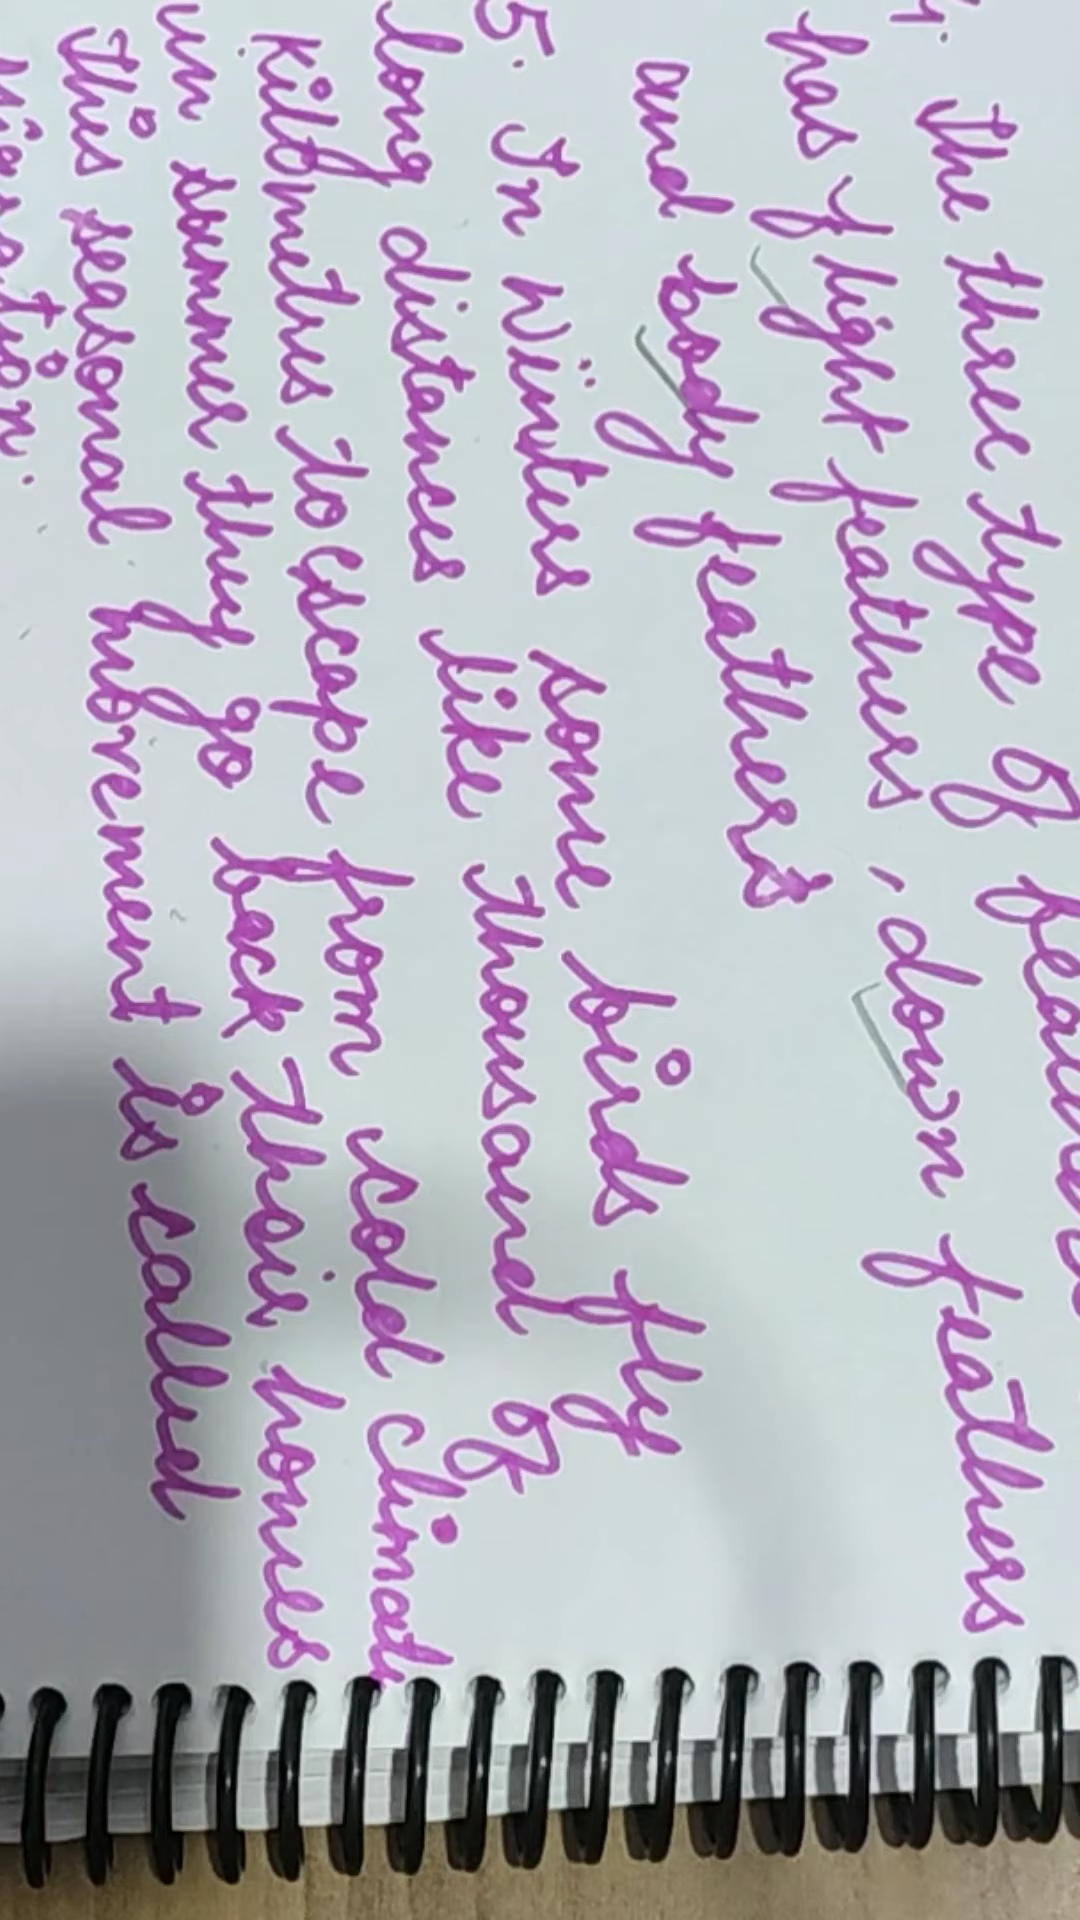 4. The three type of feathers
has flight feathers, down feathers
and body feathers
5. In Winters some birds fly
long distances like thousand of
kilometres to escape from cold climate
in sommer they go back their homes
this seasonal movement is called
migration.